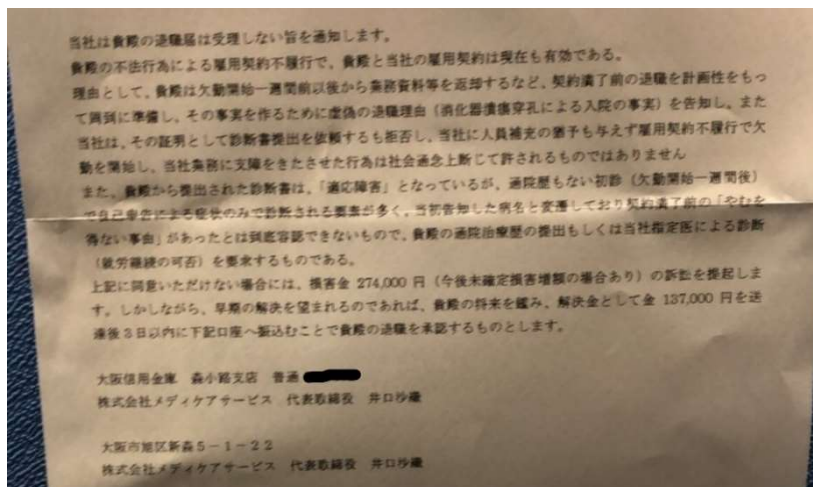 当社は貴殿の退職届は受理しない旨を通知します。
貴殿の不法行為による雇用契約不履行で、貴殿と当社の雇用契約は現在も有効である。
理由として、貴殿は欠勤開始一週間前以後から業務資料等を返却するなど、契約満了前の退職を計画性をもっ
て周到に準備し、その事実を作るために虚偽の退職理由（消化器潰瘍穿孔による入院の事実）を告知し、また
当社は、その証明として診断書提出を依頼するも拒否し、当社に人員補充の猶予も与えず雇用契約不履行で欠
勤を開始し、当社業務に支障をきたさせた行為は社会通念上断じて許されるものではありません
また、貴殿から提出された診断書は、「適応障害」となっているが、通院歴もない初診（欠勤開始一週間後）
で自己申告による症状のみで診断される要素が多く、当初告知した病名と変遷しており契約満了前の「やむを
得ない事由」があったとは到底容認できないもので、貴殿の通院治療歴の提出もしくは当社指定医による診断
（就労継続の可否）を要求するものである。
上記に同意いただけない場合には、損害金 274,000 円（今後未確定損害増額の場合あり）の訴訟を提起しま
す。しかしながら、早期の解決を望まれるのであれば、貴殿の将来を鑑み、解決金として金 137,000 円を送
達後３日以内に下記口座へ振込むことで貴殿の退職を承認するものとします。
大阪信用金庫　森小路支店　普通
株式会社メディケアサービス　代表取締役　井口沙織
大阪市旭区新森５－１－２２
株式会社メディケアサービス　代表取締役　井口沙織